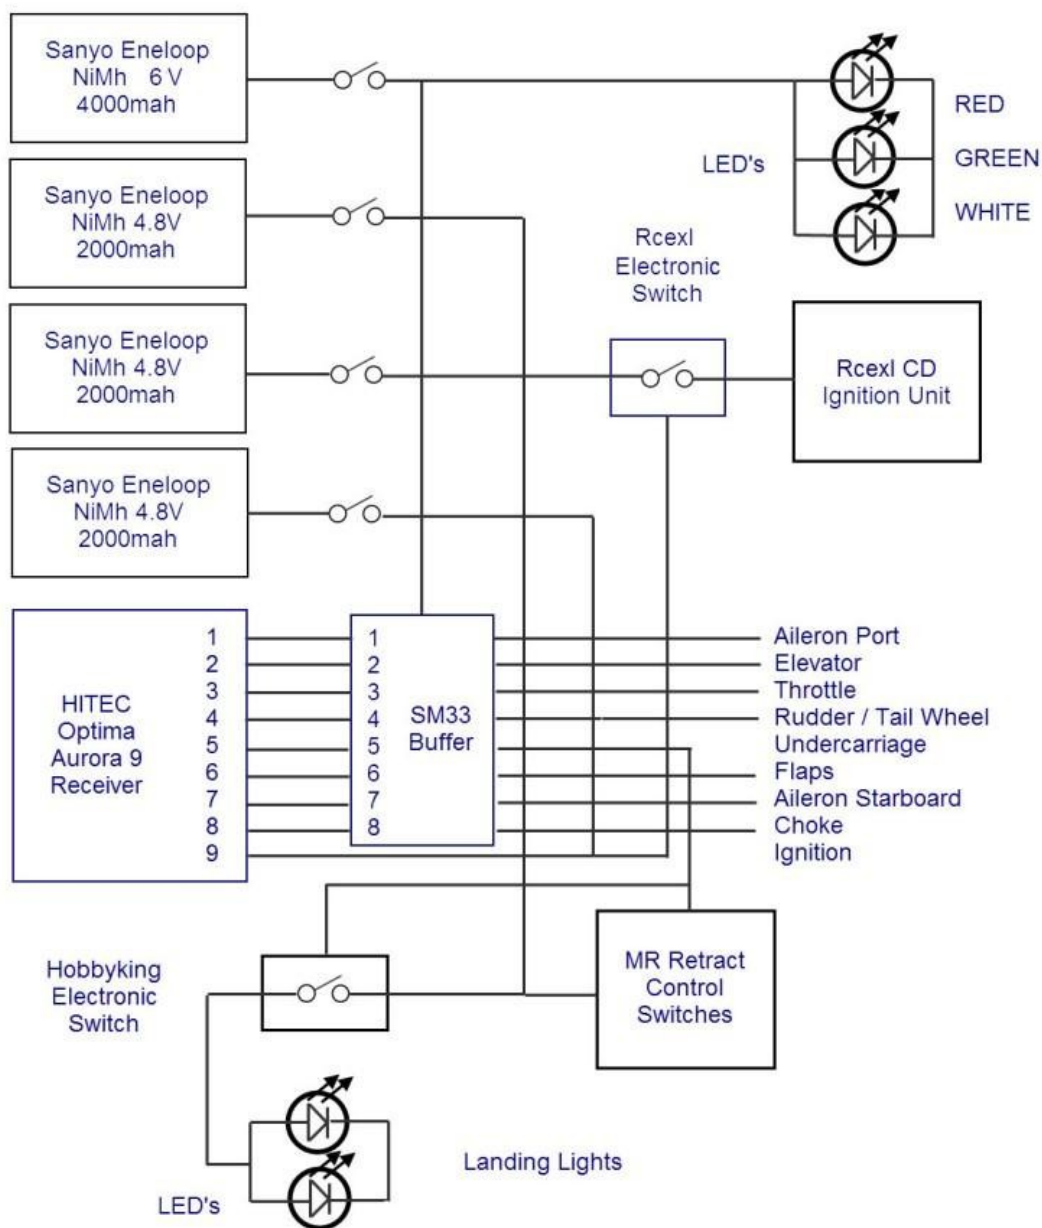 Sanyo Eneloop
NiMh 6 V
4000mah
RED
LED's
GREEN
WHITE
Sanyo Eneloop
NiMh 4.8V
2000mah
Rcexl
Electronic
Switch
Sanyo Eneloop
NiMh 4.8V
2000mah
Rcexl CD
Ignition Unit
Sanyo Eneloop
NiMh 4.8V
2000mah
HITEC
Optima
Aurora 9
Receiver
1
2
3
4
5
6
7
8
9
1
2
3
4
5
6
7
8
SM33
Buffer
Aileron Port
Elevator
Throttle
Rudder / Tail Wheel
Undercarriage
Flaps
Aileron Starboard
Choke
Ignition
Hobbyking
Electronic
Switch
MR Retract
Control
Switches
Landing Lights
LED's